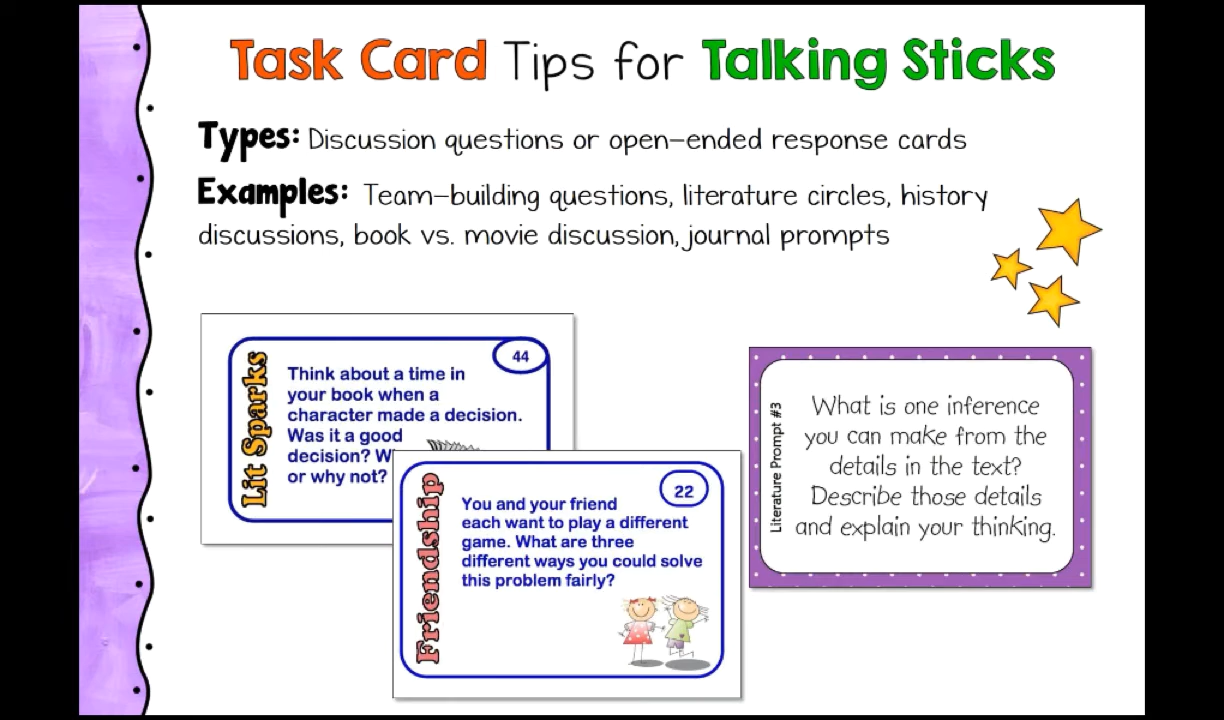 Task Card Tips for Talking Sticks
Types: Discussion questions or open-ended response cards
Examples: Team-building questions, literature circles, history
discussions, book vs. movie discussion, journal prompts
Lit Sparks
44
Think about a time in
your book when a
character made a decision.
Was it a good
decision?
or why not?
Friendship
22
You and your friend
each want to play a different
game. What are three
different ways you could solve
this problem fairly?
Literature Prompt #3
What is one inference
you can make from the
details in the text?
Describe those details
and explain your thinking.